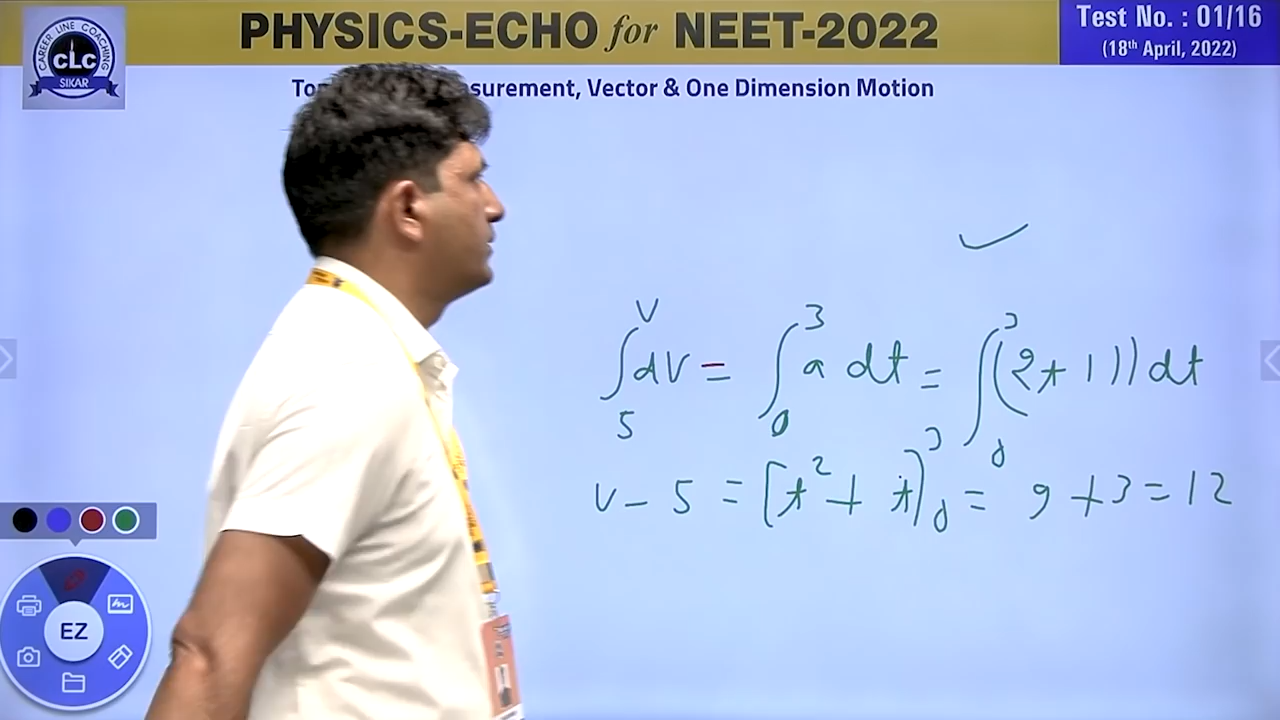 CAREER LINE COACHING
CLC
SIKAR
PHYSICS-ECHO for NEET-2022
Test No. : 01/16
(18th April, 2022)
Vector & One Dimension Motion
∫₅ᵛ dv = ∫₀³ a dt = ∫₀³ (2t + 1)) dt
v - 5 = [t² + t]₀³ = 9 + 3 = 12
EZ